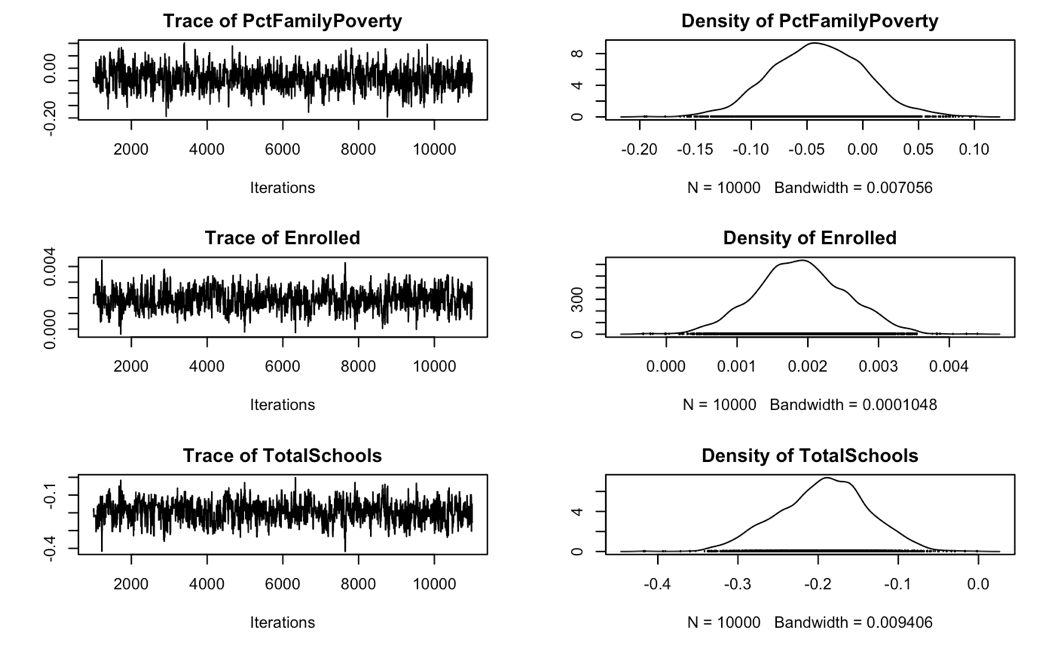 Trace of PctFamilyPoverty
0.00
-0.20
2000 4000 6000 8000 10000
Iterations
Density of PctFamilyPoverty
8
4
0
-0.20 -0.15 -0.10 -0.05 0.00 0.05 0.10
N = 10000 Bandwidth = 0.007056
Trace of Enrolled
0.004
0.000
2000 4000 6000 8000 10000
Iterations
Density of Enrolled
300
0
0.000 0.001 0.002 0.003 0.004
N = 10000 Bandwidth = 0.0001048
Trace of TotalSchools
-0.1
-0.4
2000 4000 6000 8000 10000
Iterations
Density of TotalSchools
4
0
-0.4 -0.3 -0.2 -0.1 0.0
N = 10000 Bandwidth = 0.009406